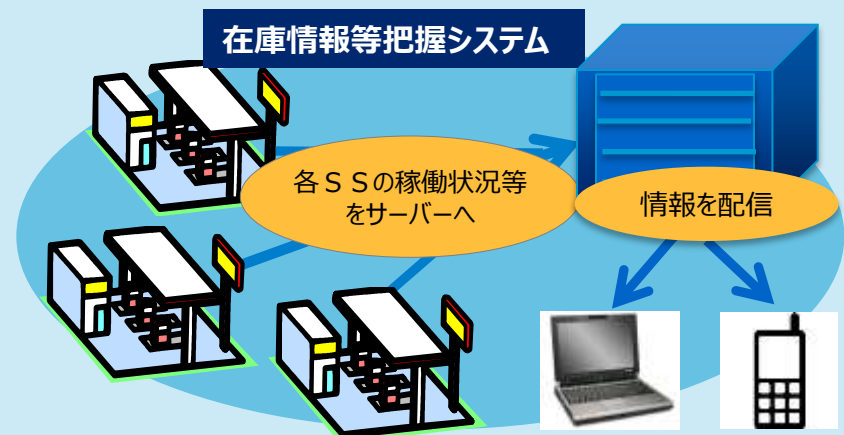 在庫情報等把握システム
各ＳＳの稼働状況等
をサーバーへ
情報を配信